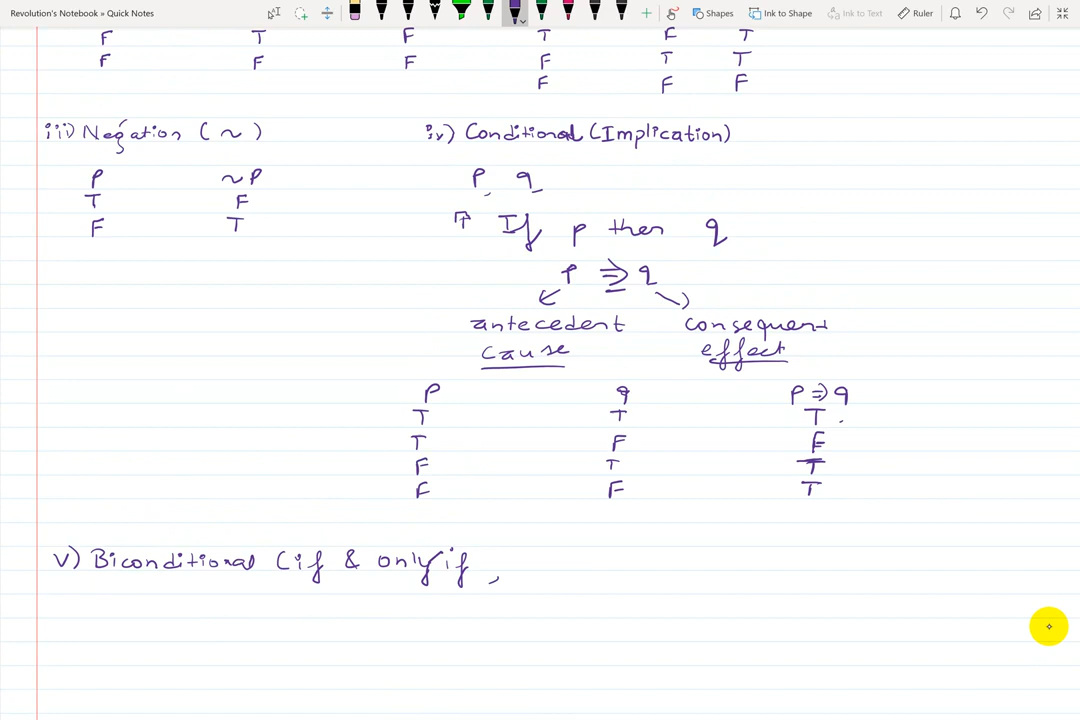 Revolution's Notebook » Quick Notes Shapes Ink to Shape Ink to Text Ruler
F T F T F T
F F F F T T
F F F
iii) Negation (~) iv) Conditional (Implication)
P ~P P, q
T F If p then q
F T
p ⇒ q
antecedent consequent
cause effect
P q P ⇒ q
T T T
T F F
F T T
F F T
v) Biconditional (if & only if,